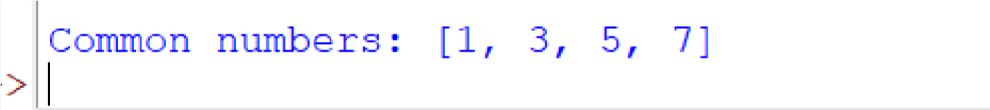 Common numbers: [1, 3, 5, 7]
>